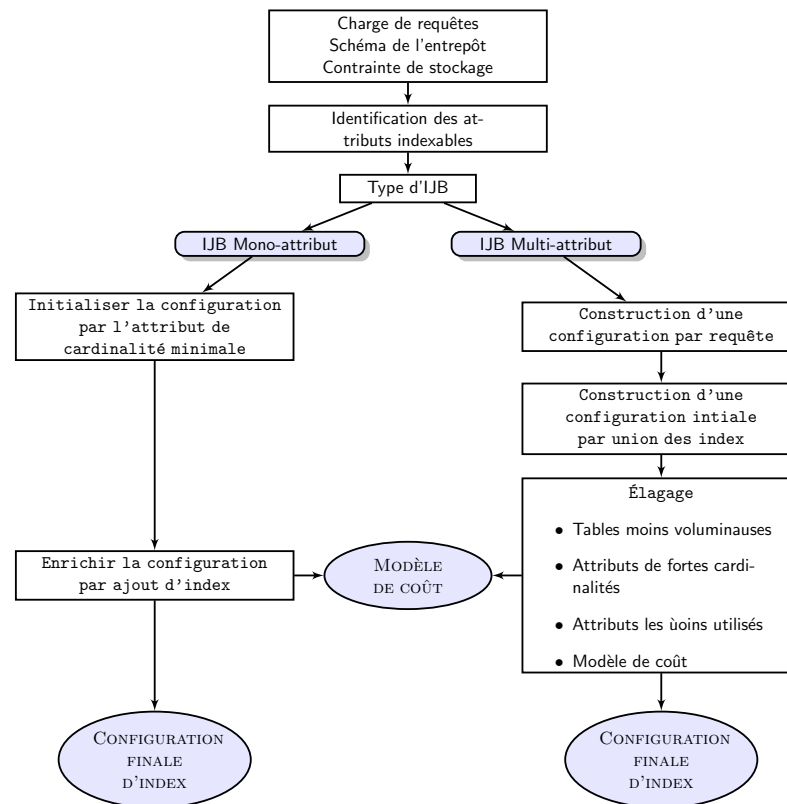 Charge de requêtes
Schéma de l'entrepôt
Contrainte de stockage
Identification des at-
tributs indexables
Type d'IJB
IJB Mono-attribut
IJB Multi-attribut
Initialiser la configuration
par l'attribut de
cardinalité minimale
Construction d'une
configuration par requête
Construction d'une
configuration intiale
par union des index
Élagage
• Tables moins voluminauses
• Attributs de fortes cardi-
nalités
• Attributs les ùoins utilisés
• Modèle de coût
Enrichir la configuration
par ajout d'index
Modèle
de coût
Configuration
finale
d'index
Configuration
finale
d'index